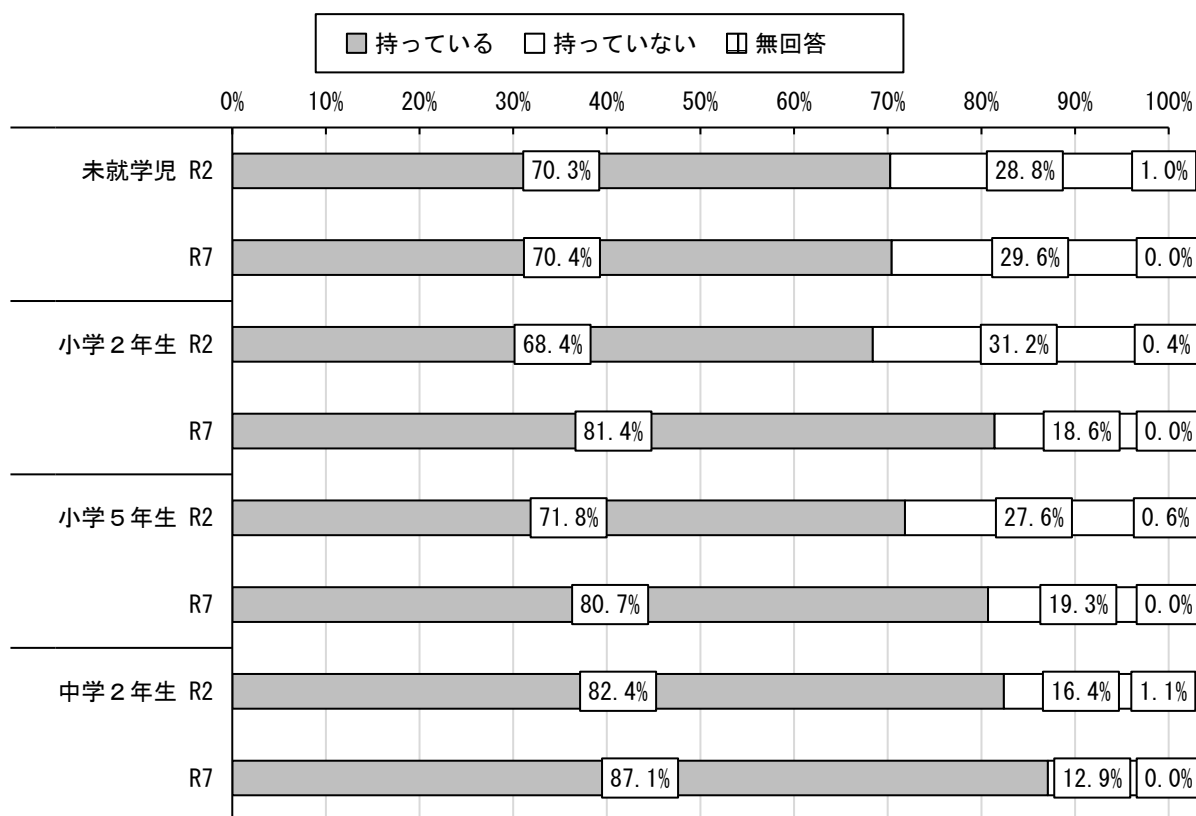 持っている 持っていない 無回答
0% 10% 20% 30% 40% 50% 60% 70% 80% 90% 100%
未就学児 R2 70.3% 28.8% 1.0%
R7 70.4% 29.6% 0.0%
小学２年生 R2 68.4% 31.2% 0.4%
R7 81.4% 18.6% 0.0%
小学５年生 R2 71.8% 27.6% 0.6%
R7 80.7% 19.3% 0.0%
中学２年生 R2 82.4% 16.4% 1.1%
R7 87.1% 12.9% 0.0%